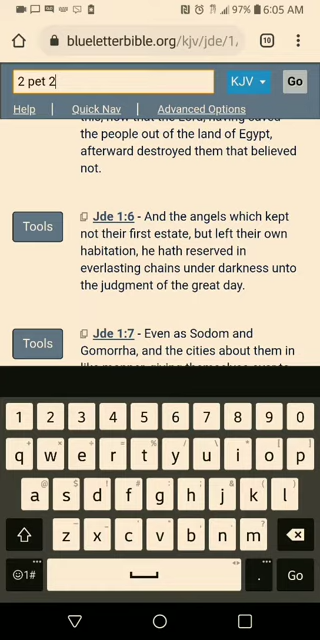 97% 6:05 AM
blueletterbible.org/kjv/jde/1/ 10
2 pet 2 KJV Go
Help | Quick Nav | Advanced Options
the people out of the land of Egypt,
afterward destroyed them that believed
not.
Tools
Jde 1:6 - And the angels which kept
not their first estate, but left their own
habitation, he hath reserved in
everlasting chains under darkness unto
the judgment of the great day.
Tools
Jde 1:7 - Even as Sodom and
Gomorrha, and the cities about them in
1 2 3 4 5 6 7 8 9 0
q w e r t y u i o p
a s d f g h j k l
z x c v b n m
1# . Go